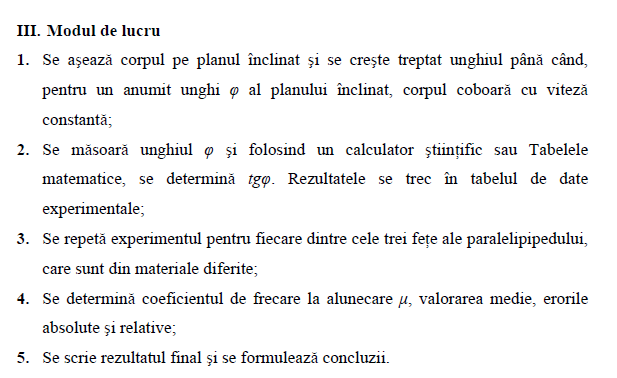 III. Modul de lucru
1. Se aşează corpul pe planul înclinat şi se creşte treptat unghiul până când,
pentru un anumit unghi φ al planului înclinat, corpul coboară cu viteză
constantă;
2. Se măsoară unghiul φ şi folosind un calculator ştiinţific sau Tabelele
matematice, se determină tgφ. Rezultatele se trec în tabelul de date
experimentale;
3. Se repetă experimentul pentru fiecare dintre cele trei feţe ale paralelipipedului,
care sunt din materiale diferite;
4. Se determină coeficientul de frecare la alunecare μ, valorarea medie, erorile
absolute şi relative;
5. Se scrie rezultatul final şi se formulează concluzii.